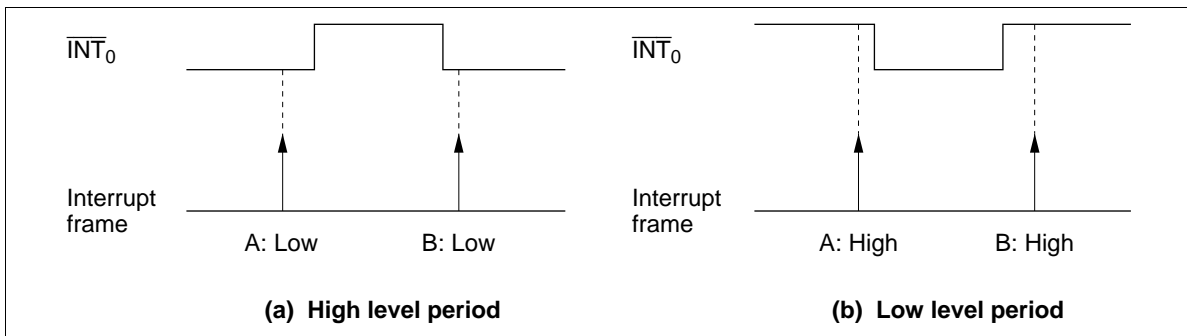 INT0
Interrupt
frame
A: Low B: Low
(a) High level period
INT0
Interrupt
frame
A: High B: High
(b) Low level period